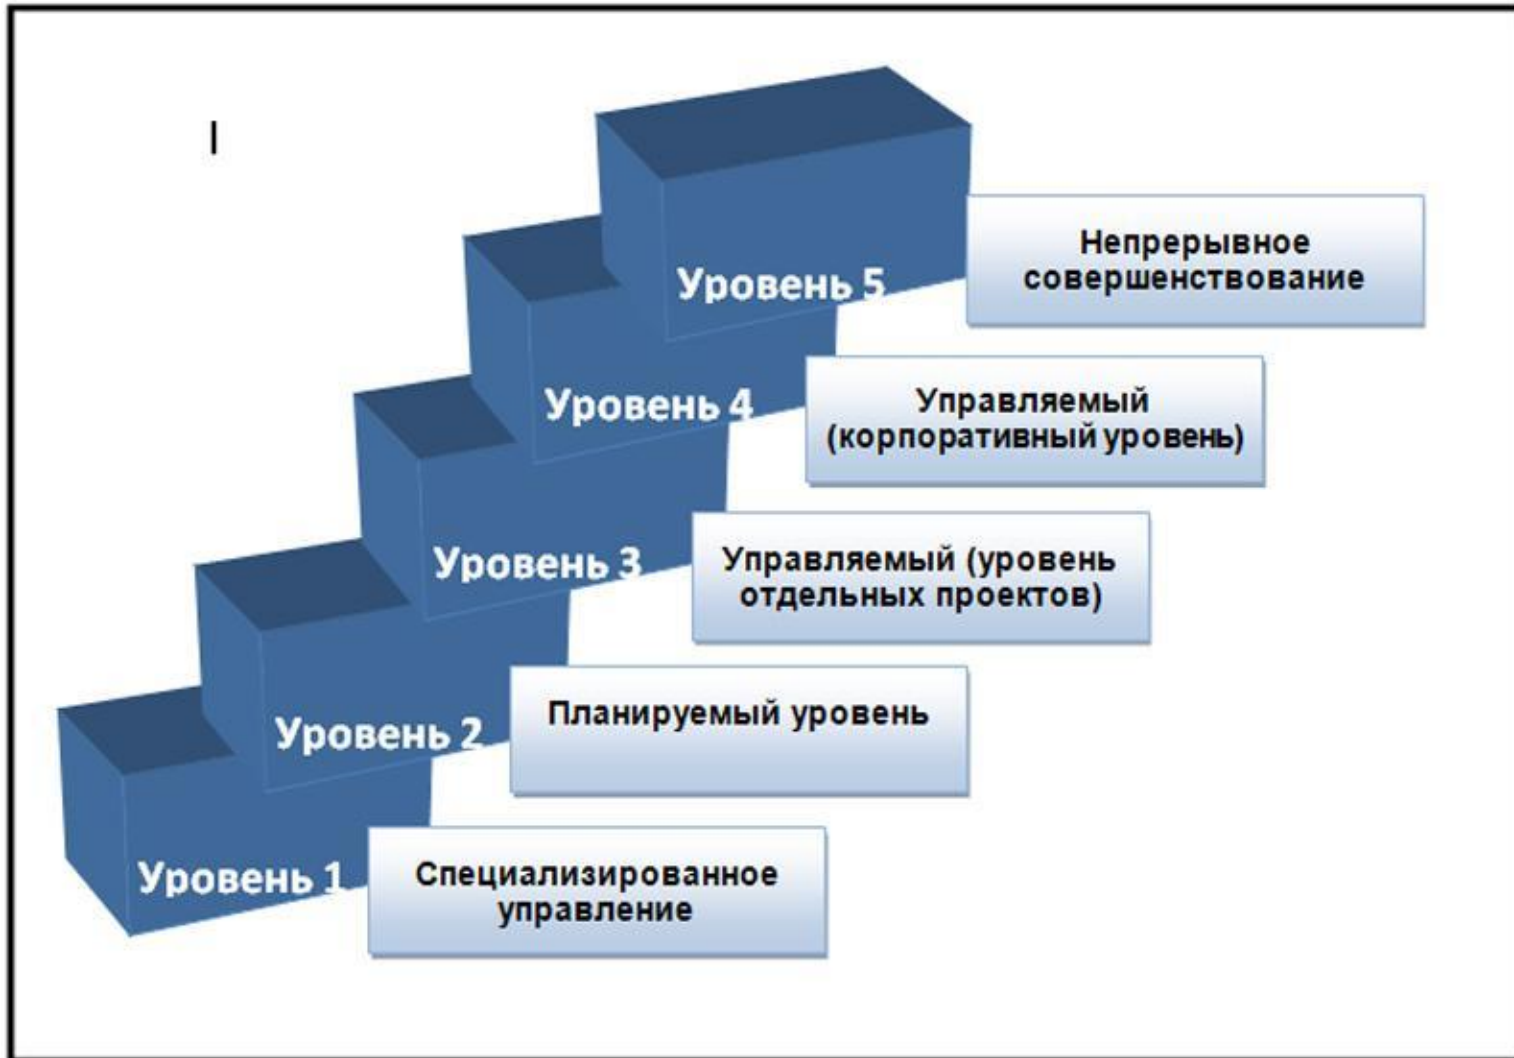 Уровень 5
Непрерывное
совершенствование
Уровень 4
Управляемый
(корпоративный уровень)
Уровень 3
Управляемый (уровень
отдельных проектов)
Уровень 2
Планируемый уровень
Уровень 1
Специализированное
управление